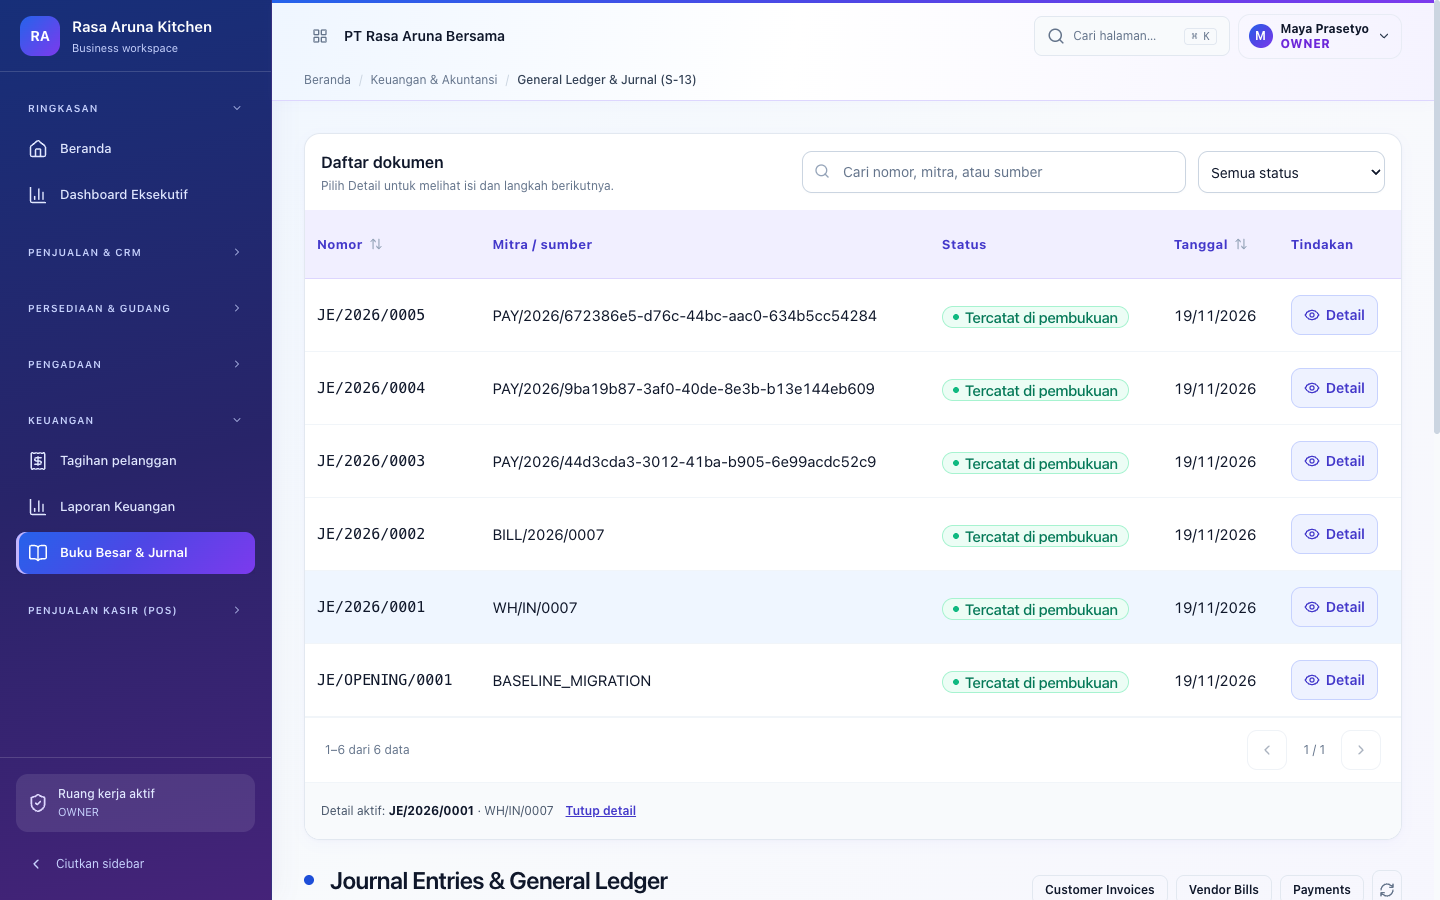 RA
Rasa Aruna Kitchen
Business workspace
RINGKASAN
Beranda
Dashboard Eksekutif
PENJUALAN & CRM
PERSEDIAAN & GUDANG
PENGADAAN
KEUANGAN
Tagihan pelanggan
Laporan Keuangan
Buku Besar & Jurnal
PENJUALAN KASIR (POS)
Ruang kerja aktif
OWNER
Ciutkan sidebar
PT Rasa Aruna Bersama
Cari halaman... ⌘ K
M
Maya Prasetyo
OWNER
Beranda / Keuangan & Akuntansi / General Ledger & Jurnal (S-13)
Daftar dokumen
Pilih Detail untuk melihat isi dan langkah berikutnya.
Cari nomor, mitra, atau sumber
Semua status
Nomor Mitra / sumber Status Tanggal Tindakan
JE/2026/0005 PAY/2026/672386e5-d76c-44bc-aac0-634b5cc54284 Tercatat di pembukuan 19/11/2026 Detail
JE/2026/0004 PAY/2026/9ba19b87-3af0-40de-8e3b-b13e144eb609 Tercatat di pembukuan 19/11/2026 Detail
JE/2026/0003 PAY/2026/44d3cda3-3012-41ba-b905-6e99acdc52c9 Tercatat di pembukuan 19/11/2026 Detail
JE/2026/0002 BILL/2026/0007 Tercatat di pembukuan 19/11/2026 Detail
JE/2026/0001 WH/IN/0007 Tercatat di pembukuan 19/11/2026 Detail
JE/OPENING/0001 BASELINE_MIGRATION Tercatat di pembukuan 19/11/2026 Detail
1–6 dari 6 data
1 / 1
Detail aktif: JE/2026/0001 · WH/IN/0007 Tutup detail
Journal Entries & General Ledger
Customer Invoices
Vendor Bills
Payments